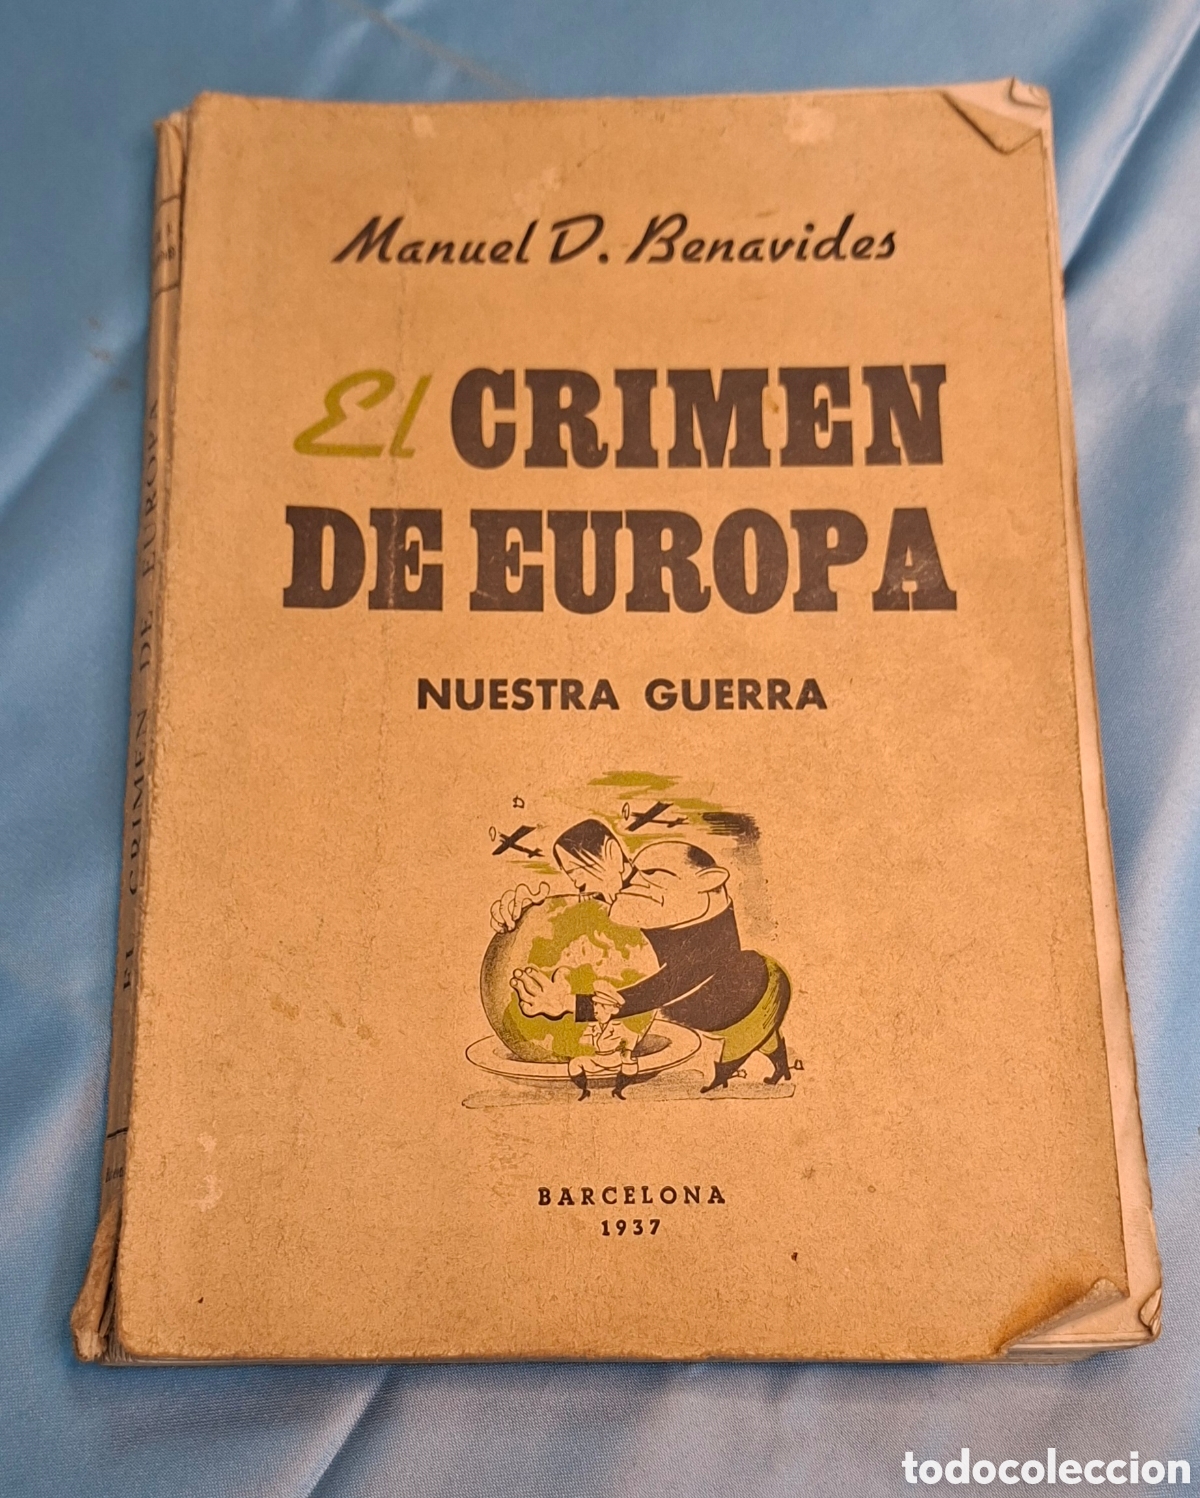 Manuel D. Benavides
El CRIMEN
DE EUROPA
NUESTRA GUERRA
BARCELONA
1937
EL CRIMEN DE EUROPA
todocoleccion